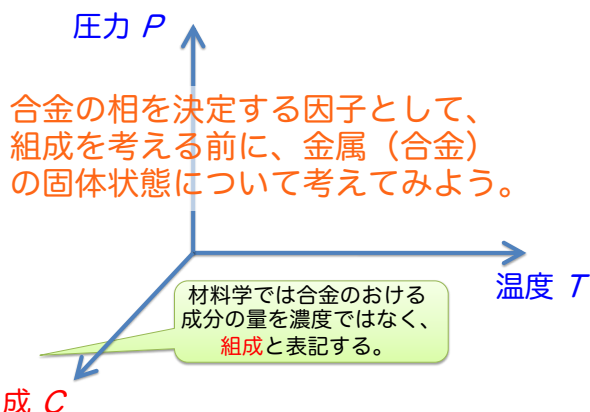 圧力 P
合金の相を決定する因子として、
組成を考える前に、金属（合金）
の固体状態について考えてみよう。
温度 T
材料学では合金のおける
成分の量を濃度ではなく、
組成と表記する。
成 C